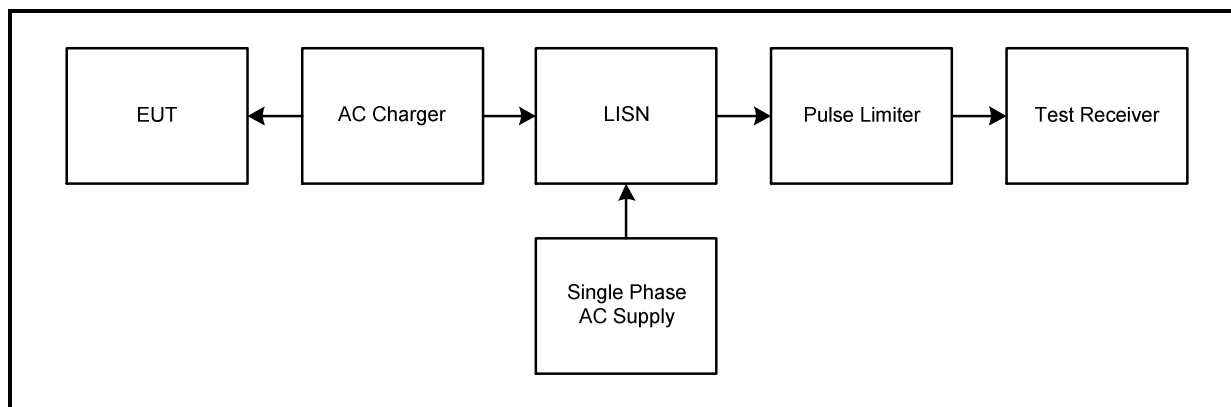 EUT
AC Charger
LISN
Pulse Limiter
Test Receiver
Single Phase
AC Supply